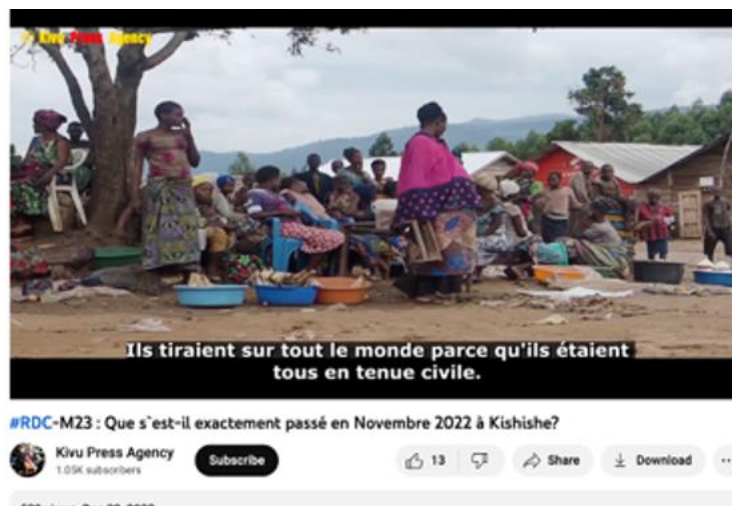 Kivu Press Agency
Ils tiraient sur tout le monde parce qu'ils étaient
tous en tenue civile.
#RDC-M23 : Que s`est-il exactement passé en Novembre 2022 à Kishishe?
Kivu Press Agency
1.05K subscribers
Subscribe
13
Share
Download